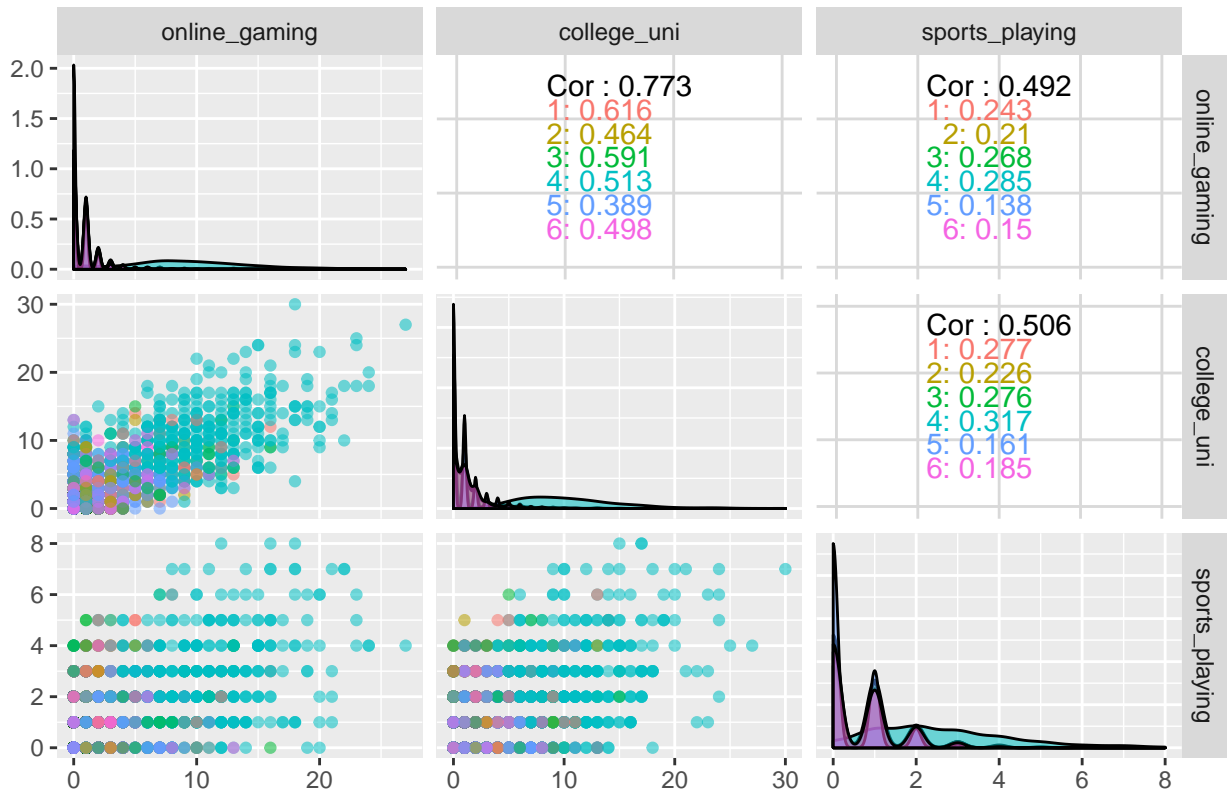 online_gaming
college_uni
sports_playing
2.0
1.5
1.0
0.5
0.0
Cor : 0.773
1: 0.616
2: 0.464
3: 0.591
4: 0.513
5: 0.389
6: 0.498
Cor : 0.492
1: 0.243
2: 0.21
3: 0.268
4: 0.285
5: 0.138
6: 0.15
online_gaming
30
20
10
0
Cor : 0.506
1: 0.277
2: 0.226
3: 0.276
4: 0.317
5: 0.161
6: 0.185
college_uni
8
6
4
2
0
sports_playing
0 10 20
0 10 20 30
0 2 4 6 8